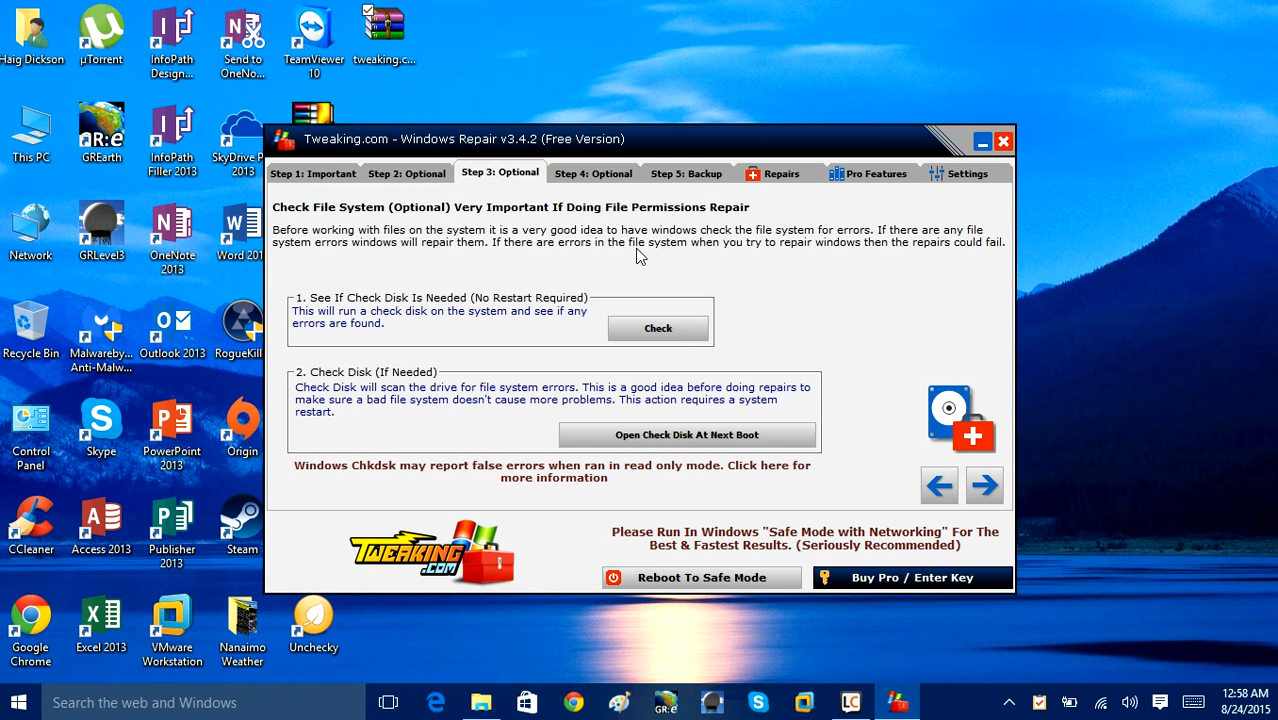 Haig Dickson
µTorrent
InfoPath
Design...
Send to
OneNo...
TeamViewer
10
tweaking.c...
This PC
GREarth
InfoPath
Filler 2013
SkyDrive P
2013
Network
GRLevel3
OneNote
2013
Word 201
Recycle Bin
Malwareby...
Anti-Malw...
Outlook 2013
RogueKill
Control
Panel
Skype
PowerPoint
2013
Origin
CCleaner
Access 2013
Publisher
2013
Steam
Google
Chrome
Excel 2013
VMware
Workstation
Nanaimo
Weather
Unchecky
Tweaking.com - Windows Repair v3.4.2 (Free Version)
Step 1: Important
Step 2: Optional
Step 3: Optional
Step 4: Optional
Step 5: Backup
Repairs
Pro Features
Settings
Check File System (Optional) Very Important If Doing File Permissions Repair
Before working with files on the system it is a very good idea to have windows check the file system for errors. If there are any file
system errors windows will repair them. If there are errors in the file system when you try to repair windows then the repairs could fail.
1. See If Check Disk Is Needed (No Restart Required)
This will run a check disk on the system and see if any
errors are found.
Check
2. Check Disk (If Needed)
Check Disk will scan the drive for file system errors. This is a good idea before doing repairs to
make sure a bad file system doesn't cause more problems. This action requires a system
restart.
Open Check Disk At Next Boot
Windows Chkdsk may report false errors when ran in read only mode. Click here for
more information
TWEAKING
.COM
Please Run In Windows "Safe Mode with Networking" For The
Best & Fastest Results. (Seriously Recommended)
Reboot To Safe Mode
Buy Pro / Enter Key
Search the web and Windows
GR:e
LC
12:58 AM
8/24/2015